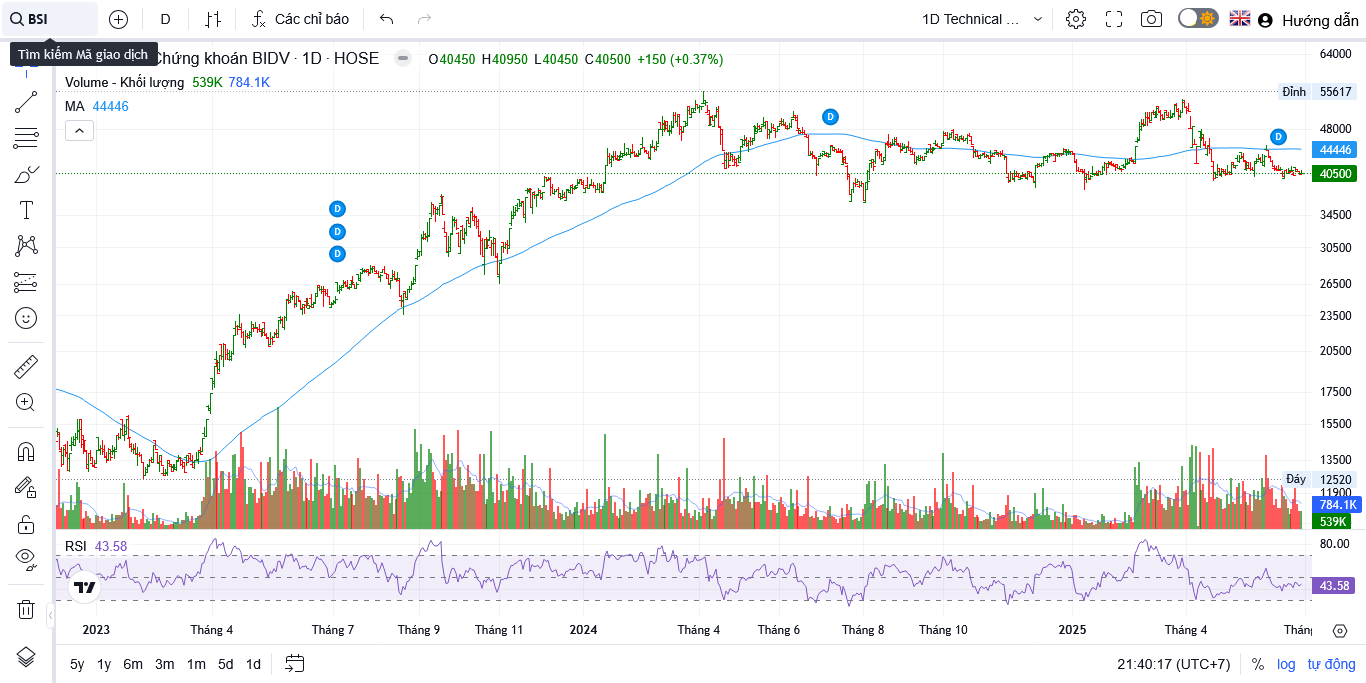 BSI
D
Các chỉ báo
1D Technical ...
Hướng dẫn
Tìm kiếm Mã giao dịch
Chứng khoán BIDV · 1D · HOSE
O40450 H40950 L40450 C40500 +150 (+0.37%)
Volume - Khối lượng 539K 784.1K
MA 44446
64000
Đỉnh 55617
D
D
48000
44446
40500
D
D
D
34500
30500
26500
23500
20500
17500
15500
13500
Đáy 12520
11900
784.1K
539K
RSI 43.58
80.00
43.58
2023 Tháng 4 Tháng 7 Tháng 9 Tháng 11 2024 Tháng 4 Tháng 6 Tháng 8 Tháng 10 2025 Tháng 4 Thán
5y 1y 6m 3m 1m 5d 1d
21:40:17 (UTC+7) % log tự động